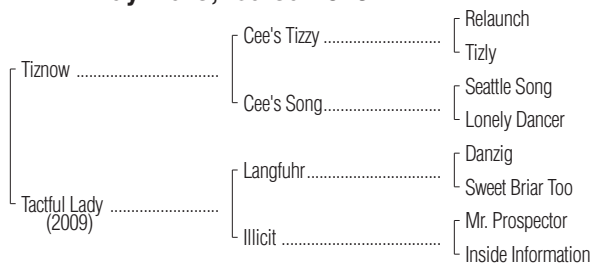 Relaunch
Cee's Tizzy
Tizly
Tiznow
Seattle Song
Cee's Song
Lonely Dancer
Danzig
Langfuhr
Sweet Briar Too
Tactful Lady
(2009)
Mr. Prospector
Illicit
Inside Information